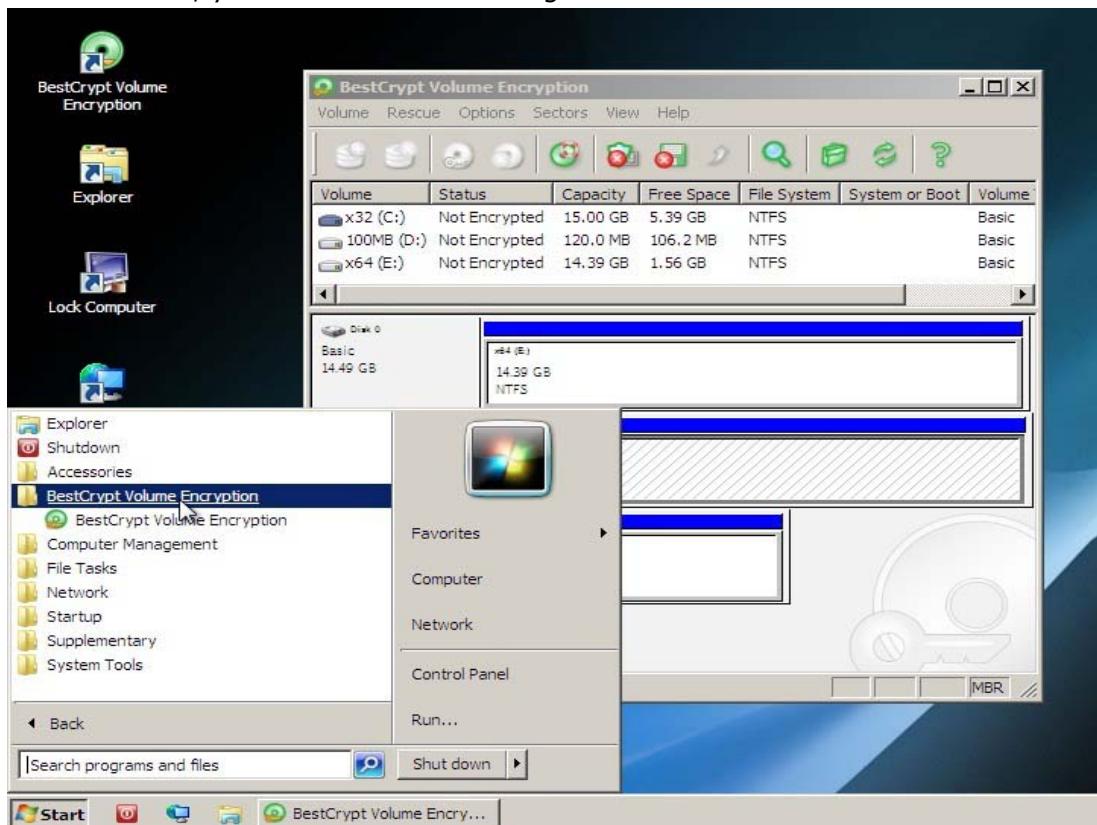 BestCrypt Volume
Encryption
Explorer
Lock Computer
BestCrypt Volume Encryption
Volume Rescue Options Sectors View Help
Volume Status Capacity Free Space File System System or Boot Volume
x32 (C:) Not Encrypted 15.00 GB 5.39 GB NTFS Basic
100MB (D:) Not Encrypted 120.0 MB 106.2 MB NTFS Basic
x64 (E:) Not Encrypted 14.39 GB 1.56 GB NTFS Basic
Disk 0
Basic
14.49 GB
x64 (E:)
14.39 GB
NTFS
Explorer
Shutdown
Accessories
BestCrypt Volume Encryption
BestCrypt Volume Encryption
Computer Management
File Tasks
Network
Startup
Supplementary
System Tools
Back
Search programs and files
Favorites
Computer
Network
Control Panel
Run...
Shut down
MBR
Start
BestCrypt Volume Encry...